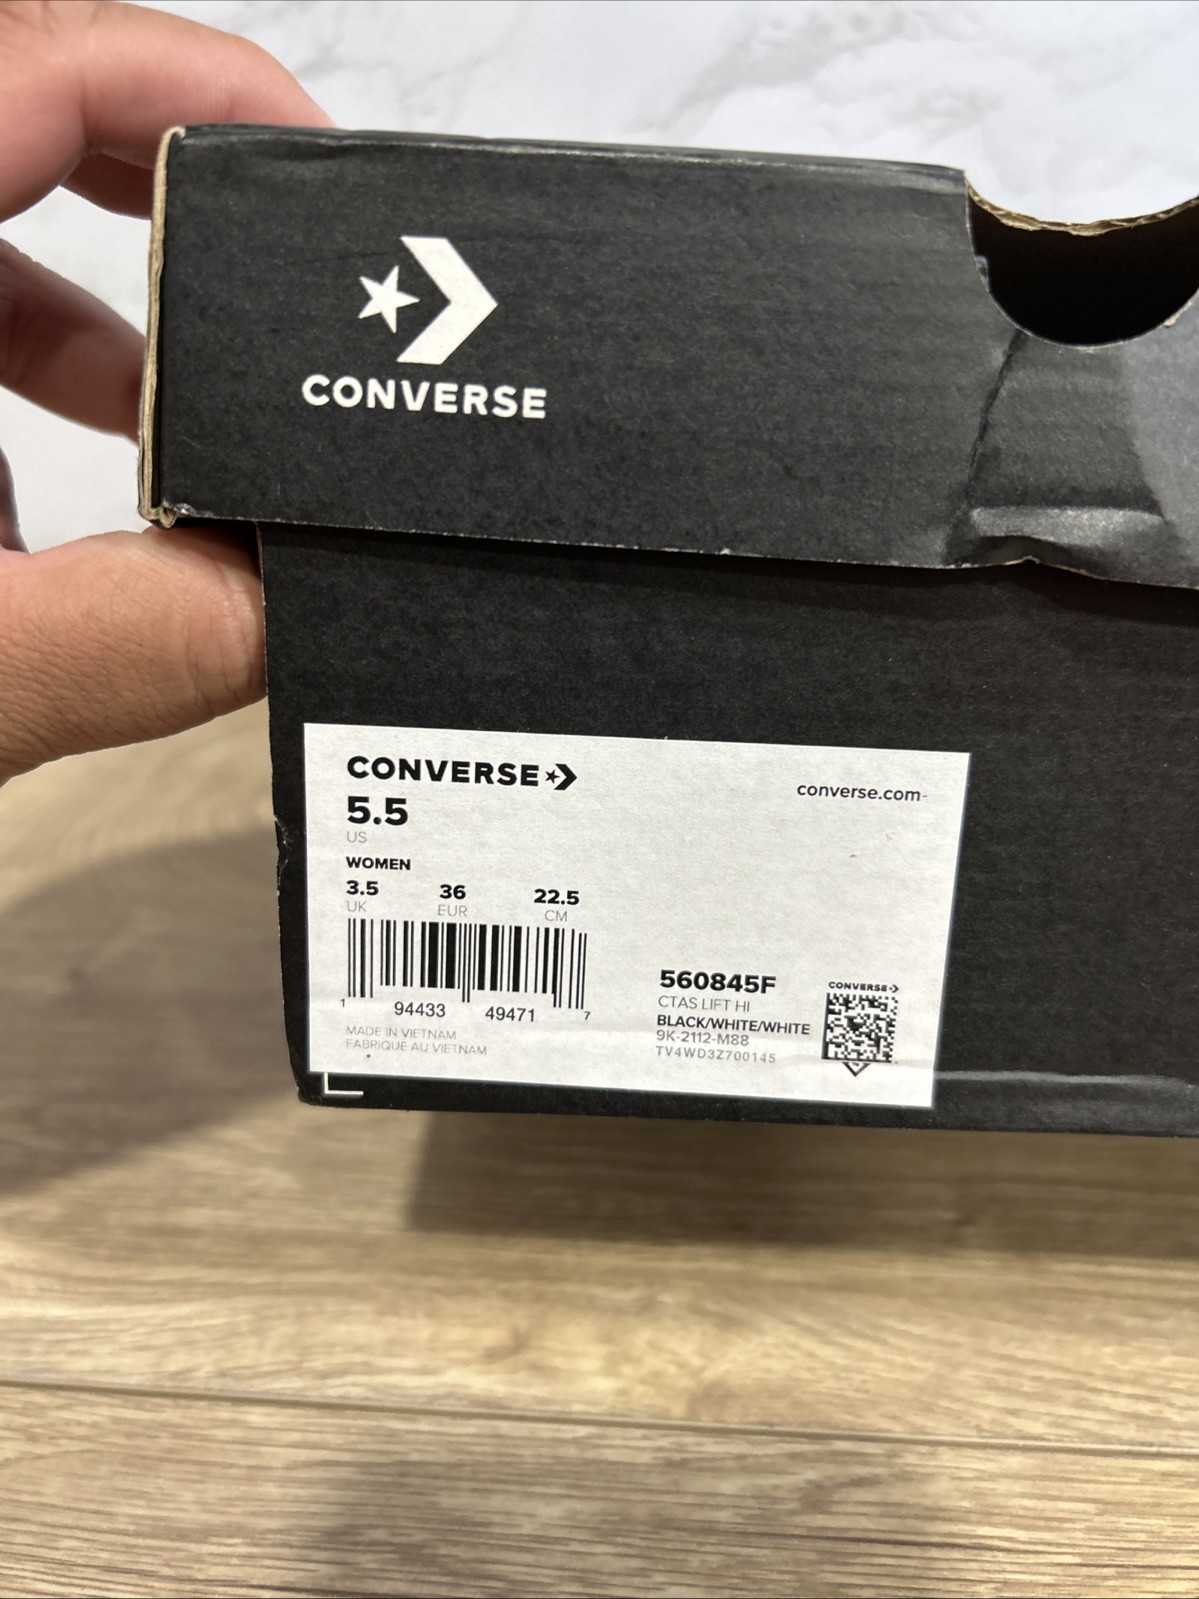 CONVERSE
CONVERSE
converse.com
5.5
US
WOMEN
3.5 36 22.5
UK EUR CM
1 94433 49471 7
MADE IN VIETNAM
FABRIQUE AU VIETNAM
560845F
CTAS LIFT HI
BLACK/WHITE/WHITE
9K-2112-M88
TV4WD3Z700145
CONVERSE